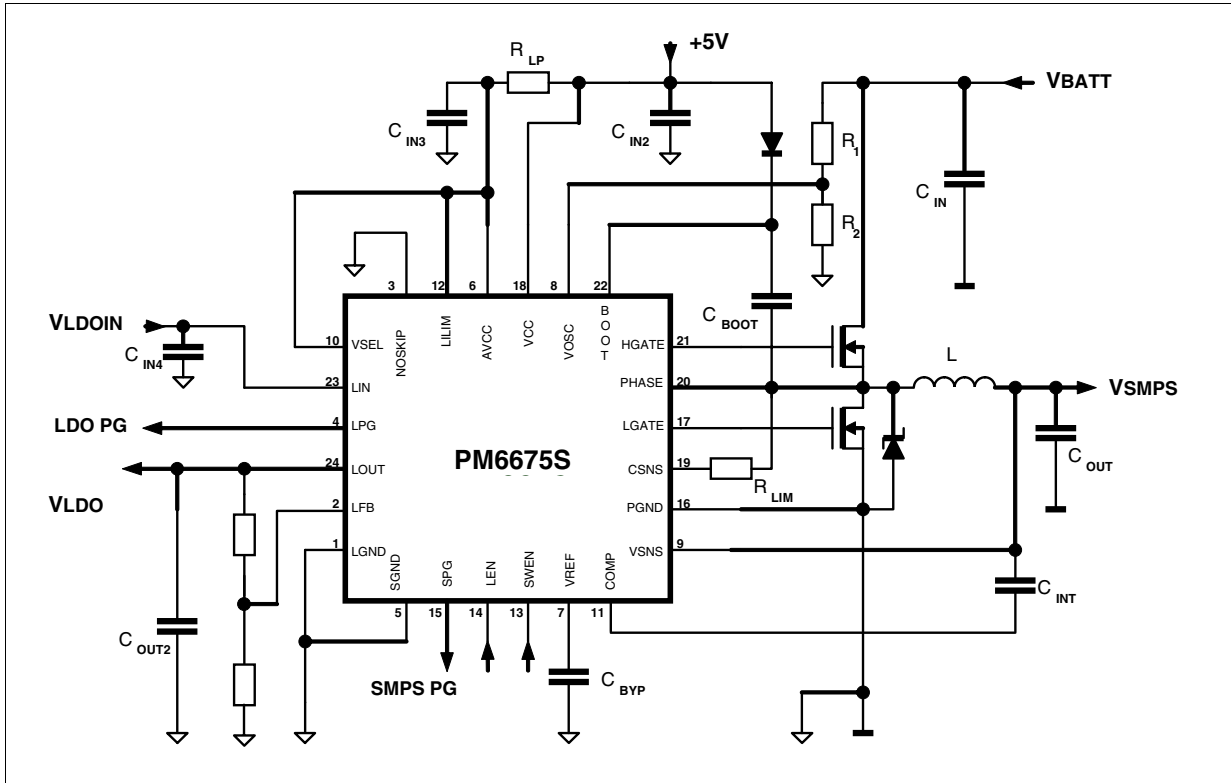 +5V
R LP
VBATT
C IN3
C IN2
R 1
C IN
R 2
3
12
6
18
8
22
C BOOT
VLDOIN
C IN4
10
VSEL
NOSKIP
LILIM
AVCC
VCC
VOSC
BOOT
HGATE
21
23
LIN
PHASE
20
L
VSMPS
LDO PG
4
LPG
LGATE
17
PM6675S
24
LOUT
CSNS
19
R LIM
C OUT
VLDO
2
LFB
PGND
16
1
LGND
VSNS
9
SGND
SPG
LEN
SWEN
VREF
COMP
C INT
5
15
14
13
7
11
C OUT2
SMPS PG
C BYP